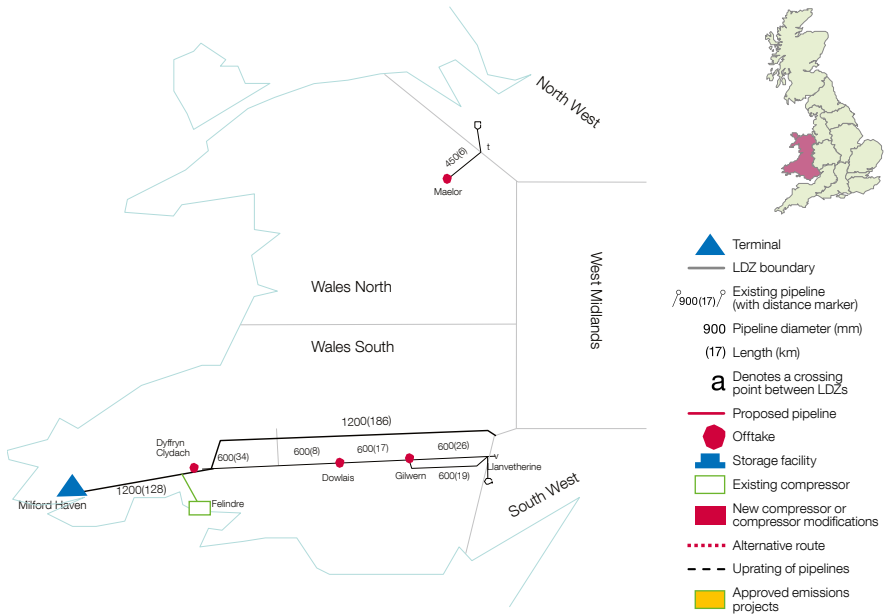 North West
t
450(6)
Maelor
Wales North
West Midlands
Wales South
1200(186)
Dyffryn
Clydach
600(34)
600(8)
600(17)
600(26)
v
Llanvetherine
Dowlais
Gilwern
600(19)
Milford Haven
1200(128)
Felindre
South West
Terminal
LDZ boundary
900(17)
Existing pipeline
(with distance marker)
900 Pipeline diameter (mm)
(17) Length (km)
a Denotes a crossing
point between LDZs
Proposed pipeline
Offtake
Storage facility
Existing compressor
New compressor or
compressor modifications
Alternative route
Uprating of pipelines
Approved emissions
projects